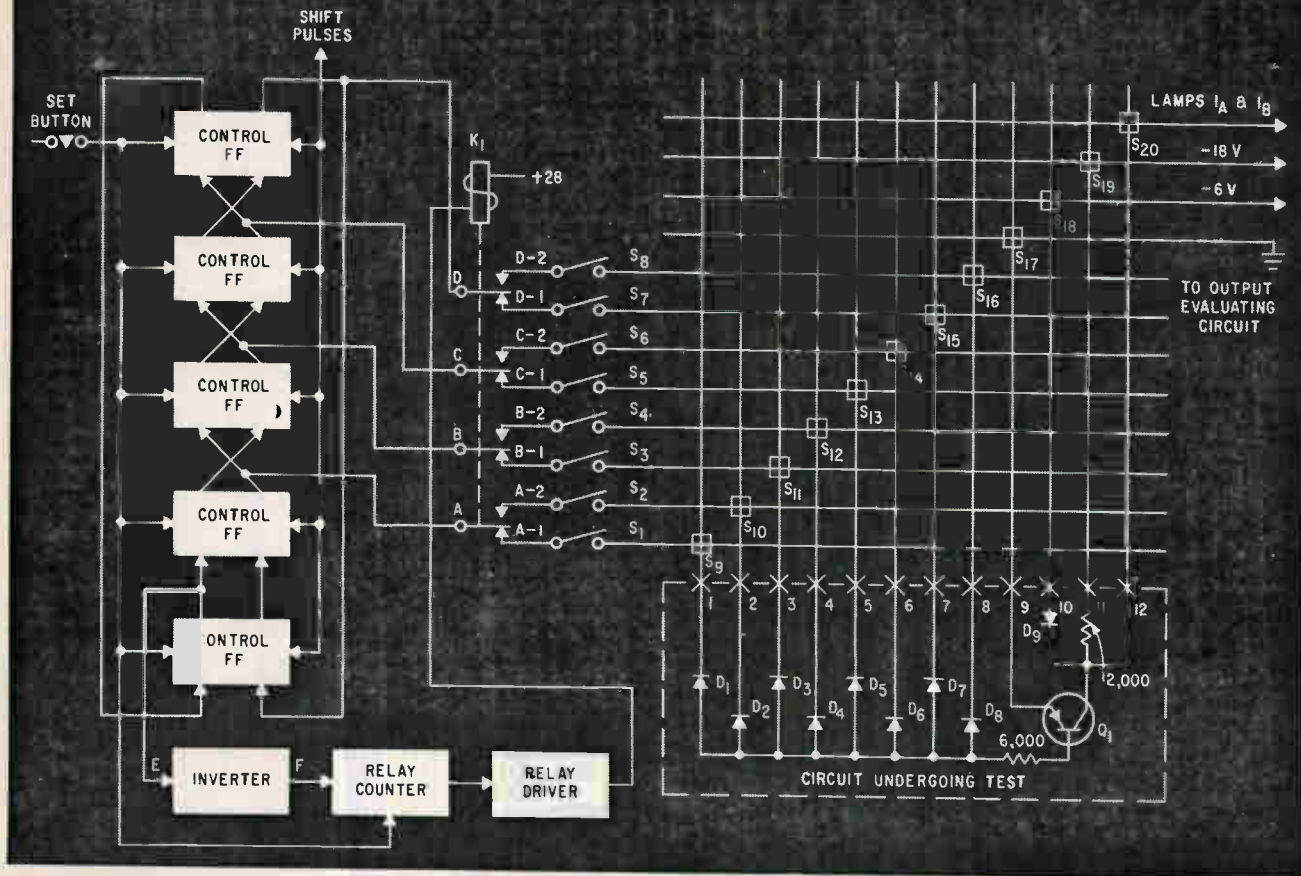 SHIFT
PULSES
SET
BUTTON
CONTROL
FF
CONTROL
FF
CONTROL
FF
CONTROL
FF
CONTROL
FF
E
INVERTER
F
RELAY
COUNTER
RELAY
DRIVER
K1
+28
D
D-2
S8
D-1
S7
C
C-2
S6
C-1
S5
B
B-2
S4
B-1
S3
A
A-2
S2
A-1
S1
LAMPS IA & IB
S20
-18 V
S19
-6 V
S18
S17
S16
TO OUTPUT
EVALUATING
CIRCUIT
S15
S13
S12
S11
S10
S9
1 2 3 4 5 6 7 8 9 10 11 12
D9
D1 D3 D5 D7
D2 D4 D6 D8
12,000
6,000
Q1
CIRCUIT UNDERGOING TEST